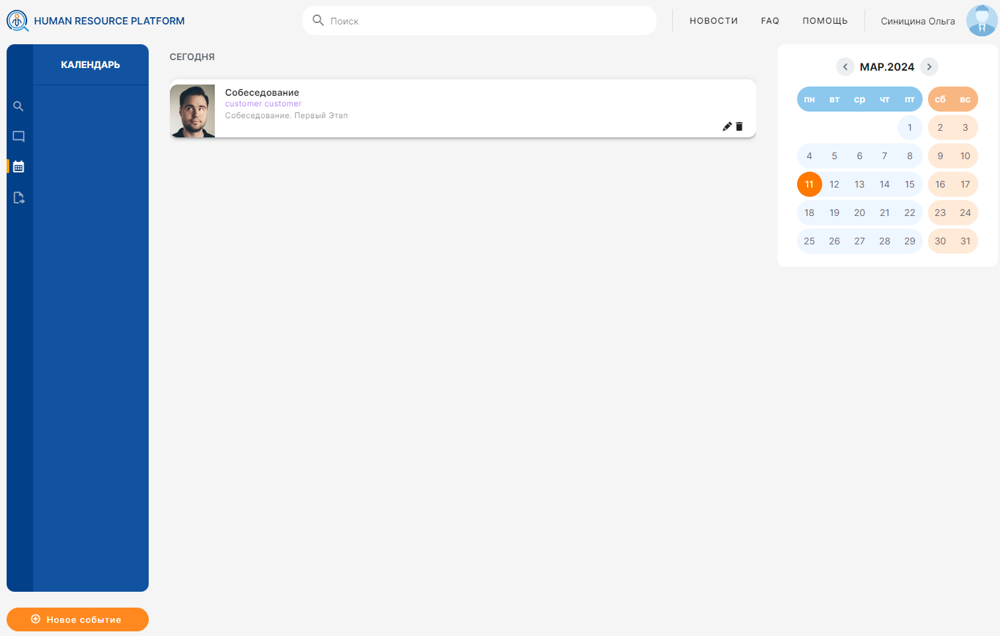 HUMAN RESOURCE PLATFORM
Поиск
НОВОСТИ
FAQ
ПОМОЩЬ
Синицина Ольга
КАЛЕНДАРЬ
СЕГОДНЯ
Собеседование
customer customer
Собеседование. Первый Этап
МАР.2024
пн вт ср чт пт сб вс
1 2 3
4 5 6 7 8 9 10
11 12 13 14 15 16 17
18 19 20 21 22 23 24
25 26 27 28 29 30 31
Новое событие